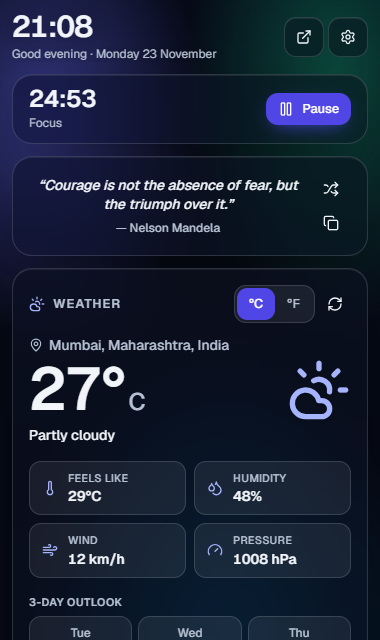 21:08
Good evening · Monday 23 November
24:53
Focus
Pause
“Courage is not the absence of fear, but
the triumph over it.”
— Nelson Mandela
WEATHER
°C
°F
Mumbai, Maharashtra, India
27° C
Partly cloudy
FEELS LIKE
29°C
HUMIDITY
48%
WIND
12 km/h
PRESSURE
1008 hPa
3-DAY OUTLOOK
Tue
Wed
Thu